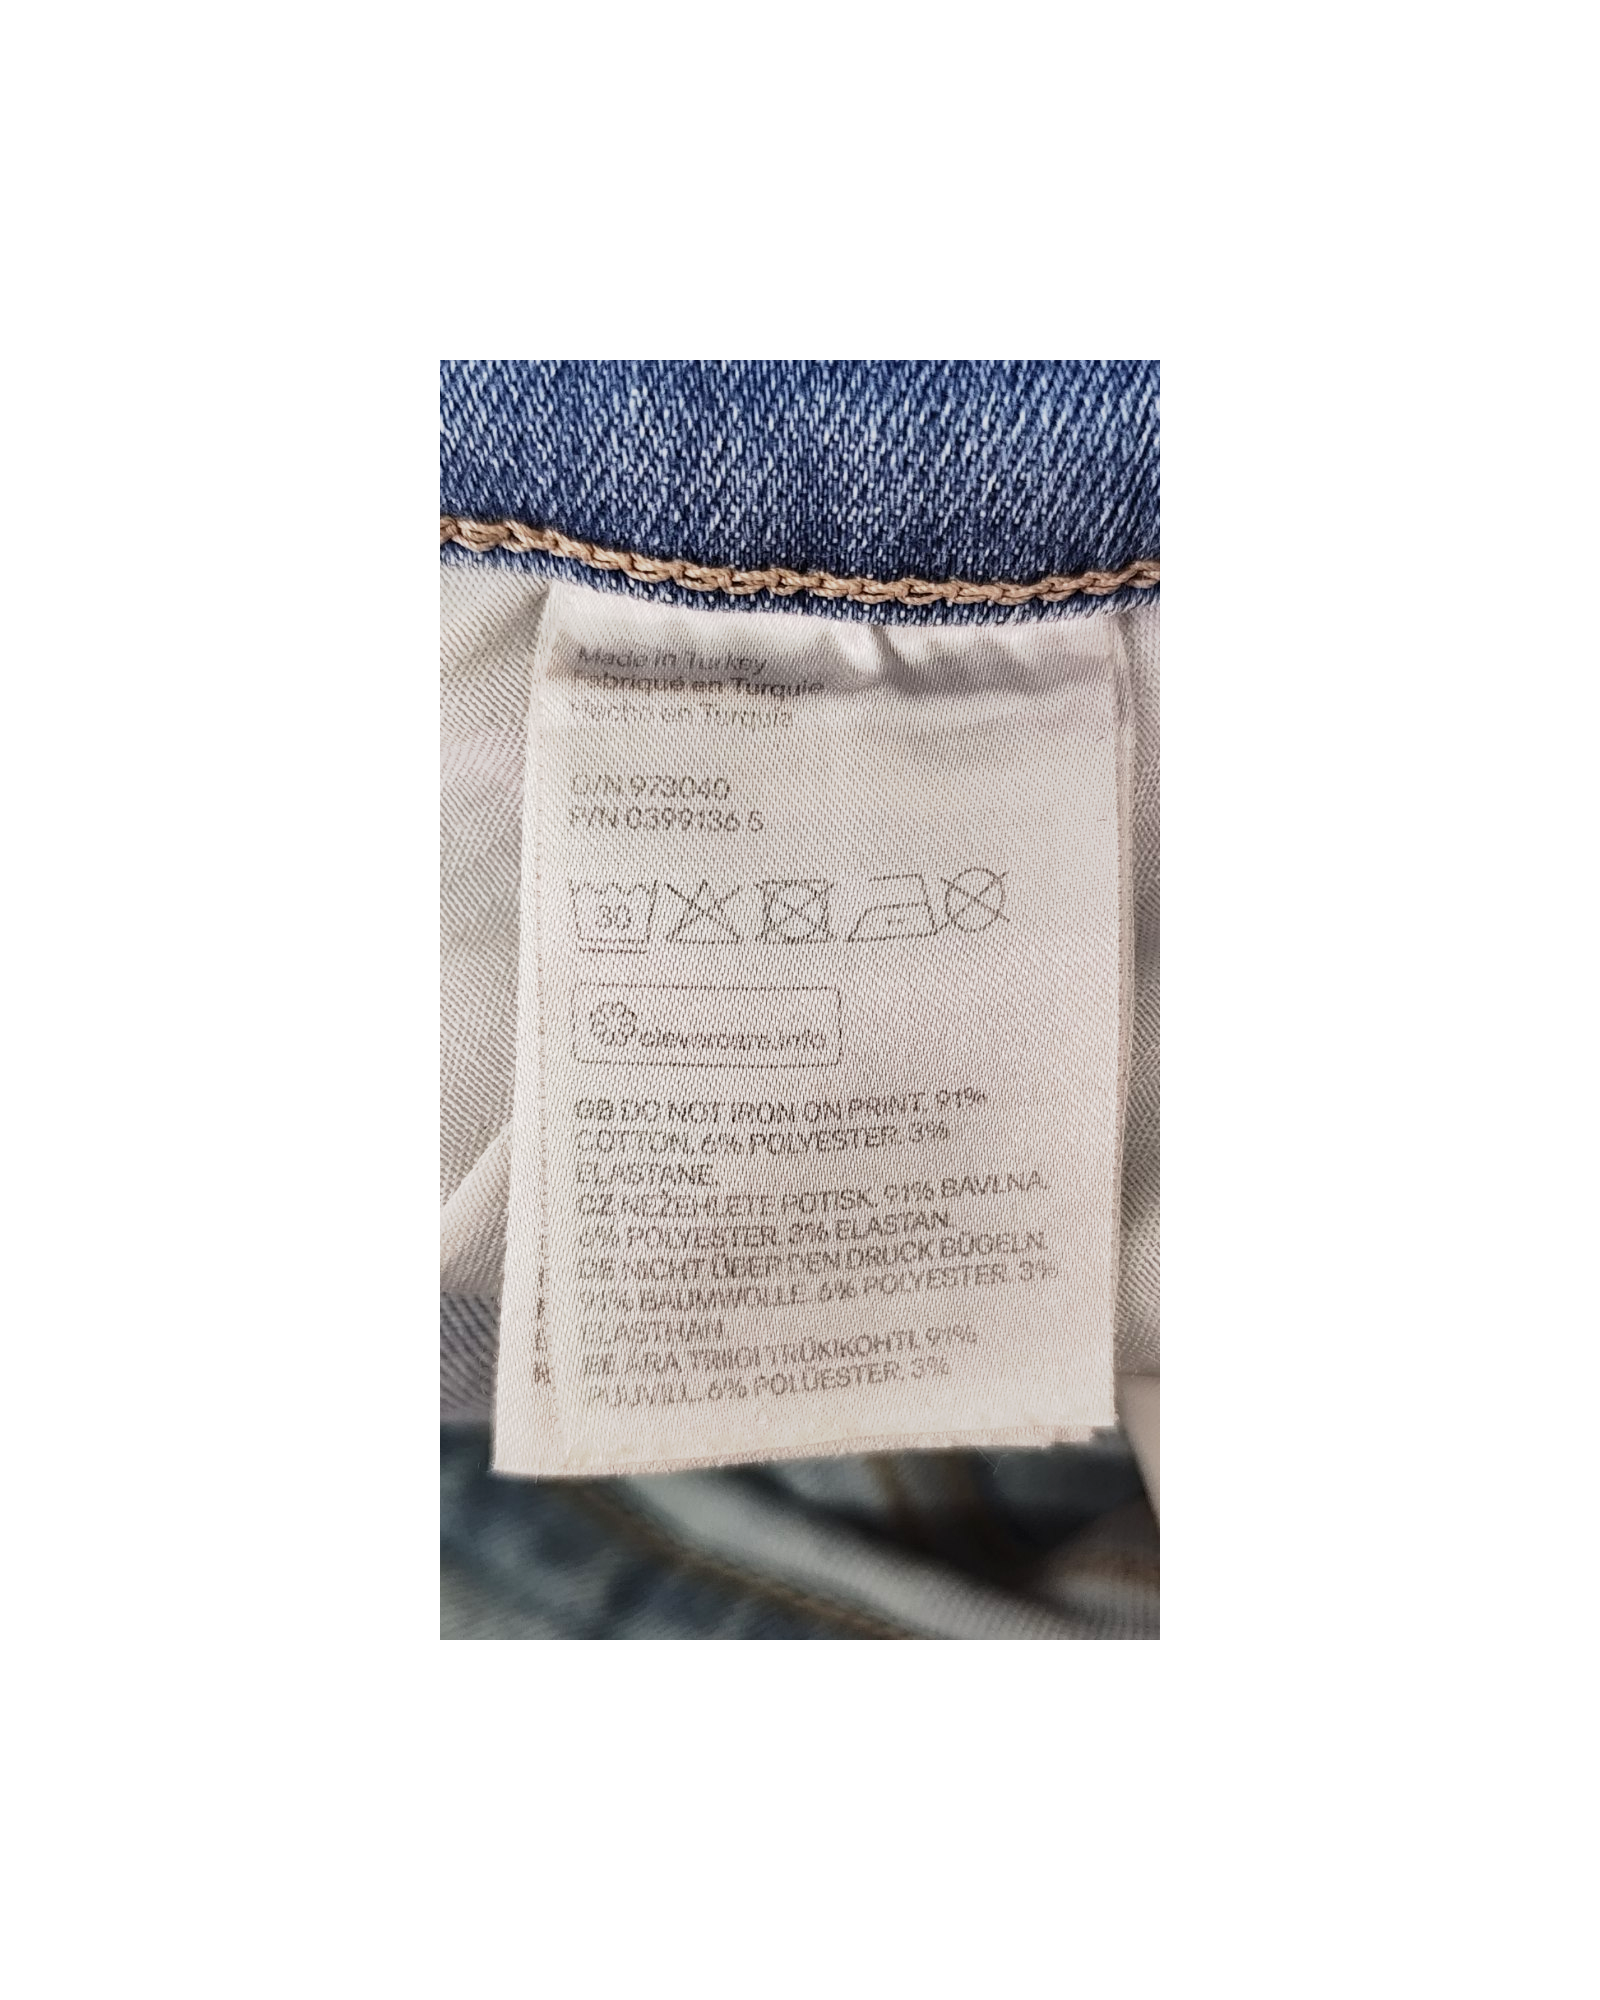 Made in Turkey
Fabriqué en Turquie
Hecho en Turquía
O/N 973040
P/N 0399136 5
30
clevercare.info
GB DO NOT IRON ON PRINT. 91%
COTTON, 6% POLYESTER, 3%
ELASTANE.
CZ NEŽEHLETE POTISK. 91% BAVLNA,
6% POLYESTER, 3% ELASTAN.
DE NICHT ÜBER DEN DRUCK BÜGELN.
91% BAUMWOLLE, 6% POLYESTER, 3%
ELASTHAN.
EE ÄRA TRIIGI TRÜKIKOHTI. 91%
PUUVILL, 6% POLÜESTER, 3%